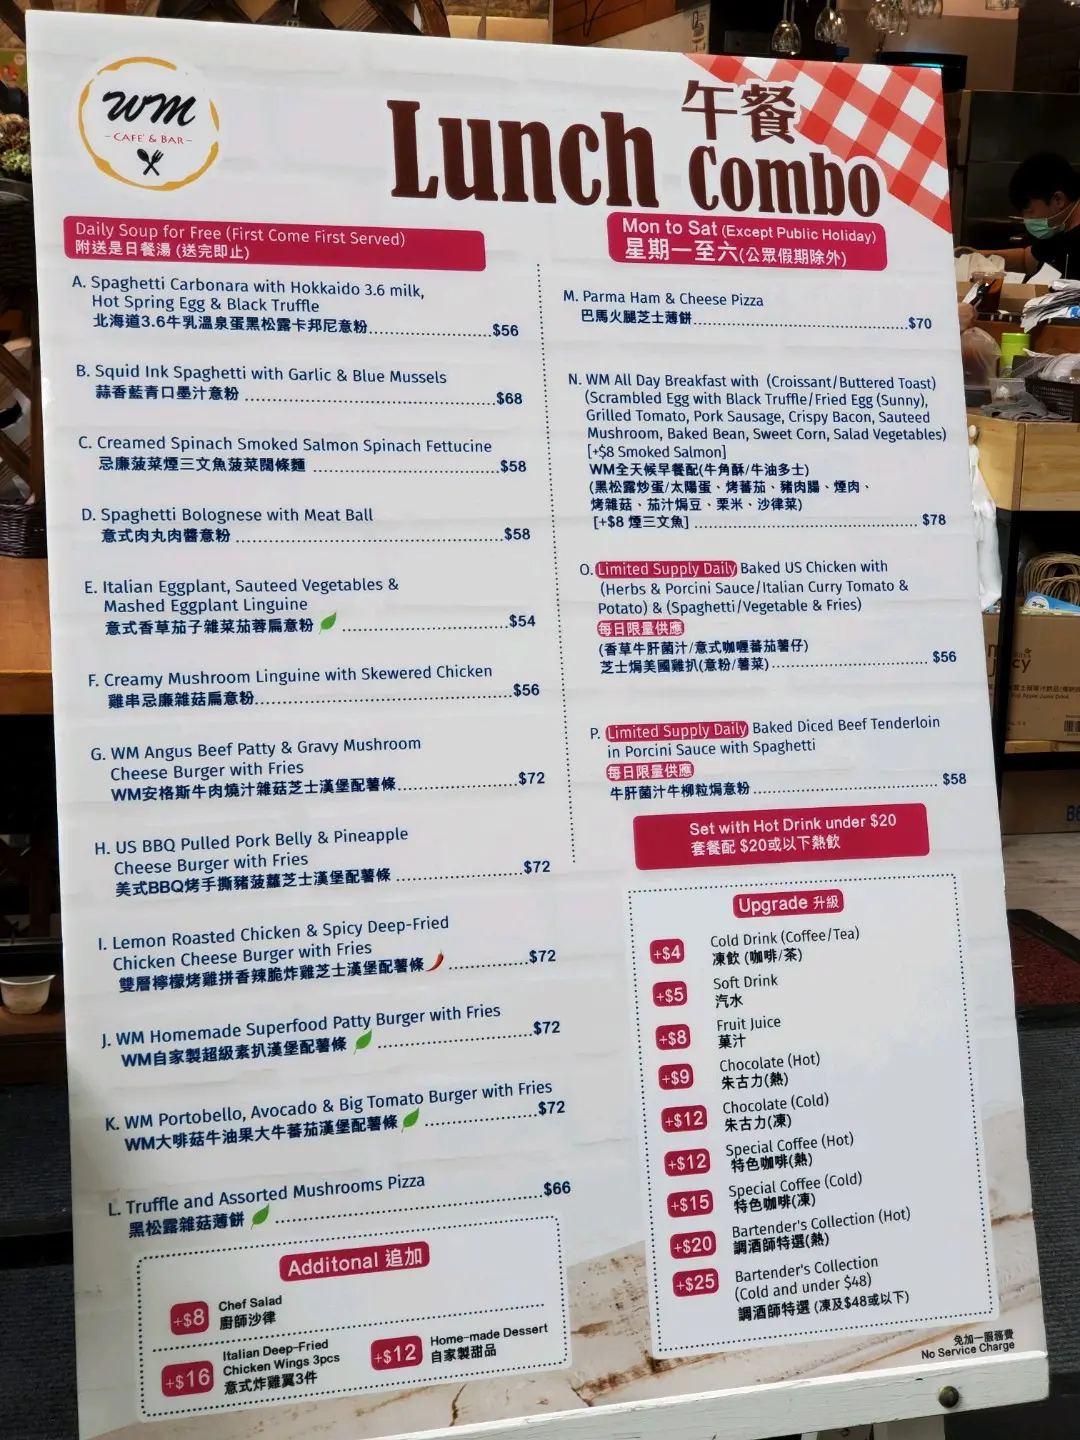 WM
- CAFE' & BAR -
午餐
Lunch Combo
Daily Soup for Free (First Come First Served)
附送是日餐湯 (送完即止)
A. Spaghetti Carbonara with Hokkaido 3.6 milk,
Hot Spring Egg & Black Truffle
北海道3.6牛乳溫泉蛋黑松露卡邦尼意粉 $56
B. Squid Ink Spaghetti with Garlic & Blue Mussels
蒜香藍青口墨汁意粉 $68
C. Creamed Spinach Smoked Salmon Spinach Fettucine
忌廉菠菜煙三文魚菠菜闊條麵 $58
D. Spaghetti Bolognese with Meat Ball
意式肉丸肉醬意粉 $58
E. Italian Eggplant, Sauteed Vegetables &
Mashed Eggplant Linguine
意式香草茄子雜菜茄蓉扁意粉 $54
F. Creamy Mushroom Linguine with Skewered Chicken
雞串忌廉雜菇扁意粉 $56
G. WM Angus Beef Patty & Gravy Mushroom
Cheese Burger with Fries
WM安格斯牛肉燒汁雜菇芝士漢堡配薯條 $72
H. US BBQ Pulled Pork Belly & Pineapple
Cheese Burger with Fries
美式BBQ烤手撕豬菠蘿芝士漢堡配薯條 $72
I. Lemon Roasted Chicken & Spicy Deep-Fried
Chicken Cheese Burger with Fries
雙層檸檬烤雞拼香辣脆炸雞芝士漢堡配薯條 $72
J. WM Homemade Superfood Patty Burger with Fries
WM自家製超級素扒漢堡配薯條 $72
K. WM Portobello, Avocado & Big Tomato Burger with Fries
WM大啡菇牛油果大牛蕃茄漢堡配薯條 $72
L. Truffle and Assorted Mushrooms Pizza
黑松露雜菇薄餅 $66
Additonal 追加
+$8 Chef Salad
廚師沙律
+$16 Italian Deep-Fried
Chicken Wings 3pcs
意式炸雞翼3件
+$12 Home-made Dessert
自家製甜品
Mon to Sat (Except Public Holiday)
星期一至六(公眾假期除外)
M. Parma Ham & Cheese Pizza
巴馬火腿芝士薄餅 $70
N. WM All Day Breakfast with (Croissant/Buttered Toast)
(Scrambled Egg with Black Truffle/Fried Egg (Sunny),
Grilled Tomato, Pork Sausage, Crispy Bacon, Sauteed
Mushroom, Baked Bean, Sweet Corn, Salad Vegetables)
[+$8 Smoked Salmon]
WM全天候早餐配(牛角酥/牛油多士)
(黑松露炒蛋/太陽蛋、烤蕃茄、豬肉腸、煙肉、
烤雜菇、茄汁焗豆、栗米、沙律菜)
[+$8 煙三文魚] $78
O. Limited Supply Daily Baked US Chicken with
(Herbs & Porcini Sauce/Italian Curry Tomato &
Potato) & (Spaghetti/Vegetable & Fries)
每日限量供應
(香草牛肝菌汁/意式咖喱蕃茄薯仔)
芝士焗美國雞扒(意粉/薯菜) $56
P. Limited Supply Daily Baked Diced Beef Tenderloin
in Porcini Sauce with Spaghetti
每日限量供應
牛肝菌汁牛柳粒焗意粉 $58
Set with Hot Drink under $20
套餐配 $20或以下熱飲
Upgrade 升級
+$4 Cold Drink (Coffee/Tea)
凍飲 (咖啡/茶)
+$5 Soft Drink
汽水
+$8 Fruit Juice
菓汁
+$9 Chocolate (Hot)
朱古力(熱)
+$12 Chocolate (Cold)
朱古力(凍)
+$12 Special Coffee (Hot)
特色咖啡(熱)
+$15 Special Coffee (Cold)
特色咖啡(凍)
+$20 Bartender's Collection (Hot)
調酒師特選(熱)
+$25 Bartender's Collection
(Cold and under $48)
調酒師特選 (凍及$48或以下)
免加一服務費
No Service Charge